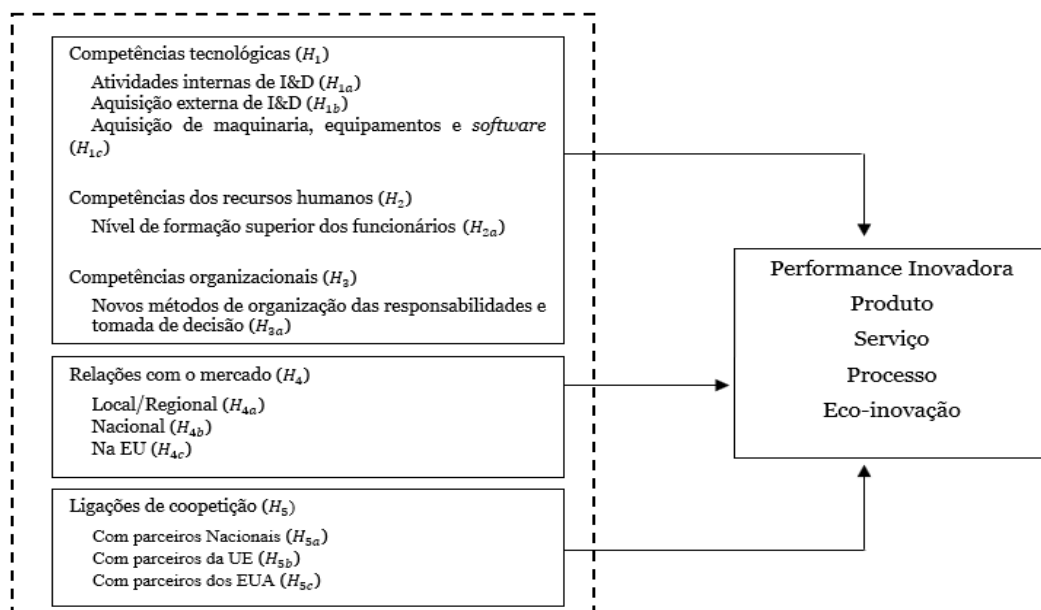 Competências tecnológicas (H₁)
Atividades internas de I&D (H₁ₐ)
Aquisição externa de I&D (H₁b)
Aquisição de maquinaria, equipamentos e software
(H₁c)
Competências dos recursos humanos (H₂)
Nível de formação superior dos funcionários (H₂ₐ)
Competências organizacionais (H₃)
Novos métodos de organização das responsabilidades e
tomada de decisão (H₃ₐ)
Relações com o mercado (H₄)
Local/Regional (H₄ₐ)
Nacional (H₄b)
Na EU (H₄c)
Ligações de coopetição (H₅)
Com parceiros Nacionais (H₅ₐ)
Com parceiros da UE (H₅b)
Com parceiros dos EUA (H₅c)
Performance Inovadora
Produto
Serviço
Processo
Eco-inovação